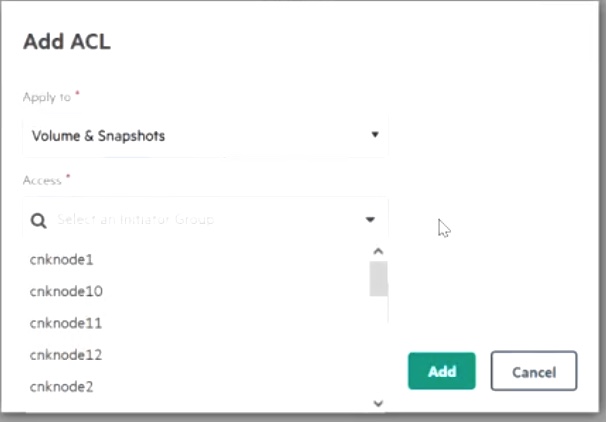 Add ACL
Apply to *
Volume & Snapshots
Access *
Select an Initiator Group
cnknode1
cnknode10
cnknode11
cnknode12
cnknode2
Add
Cancel